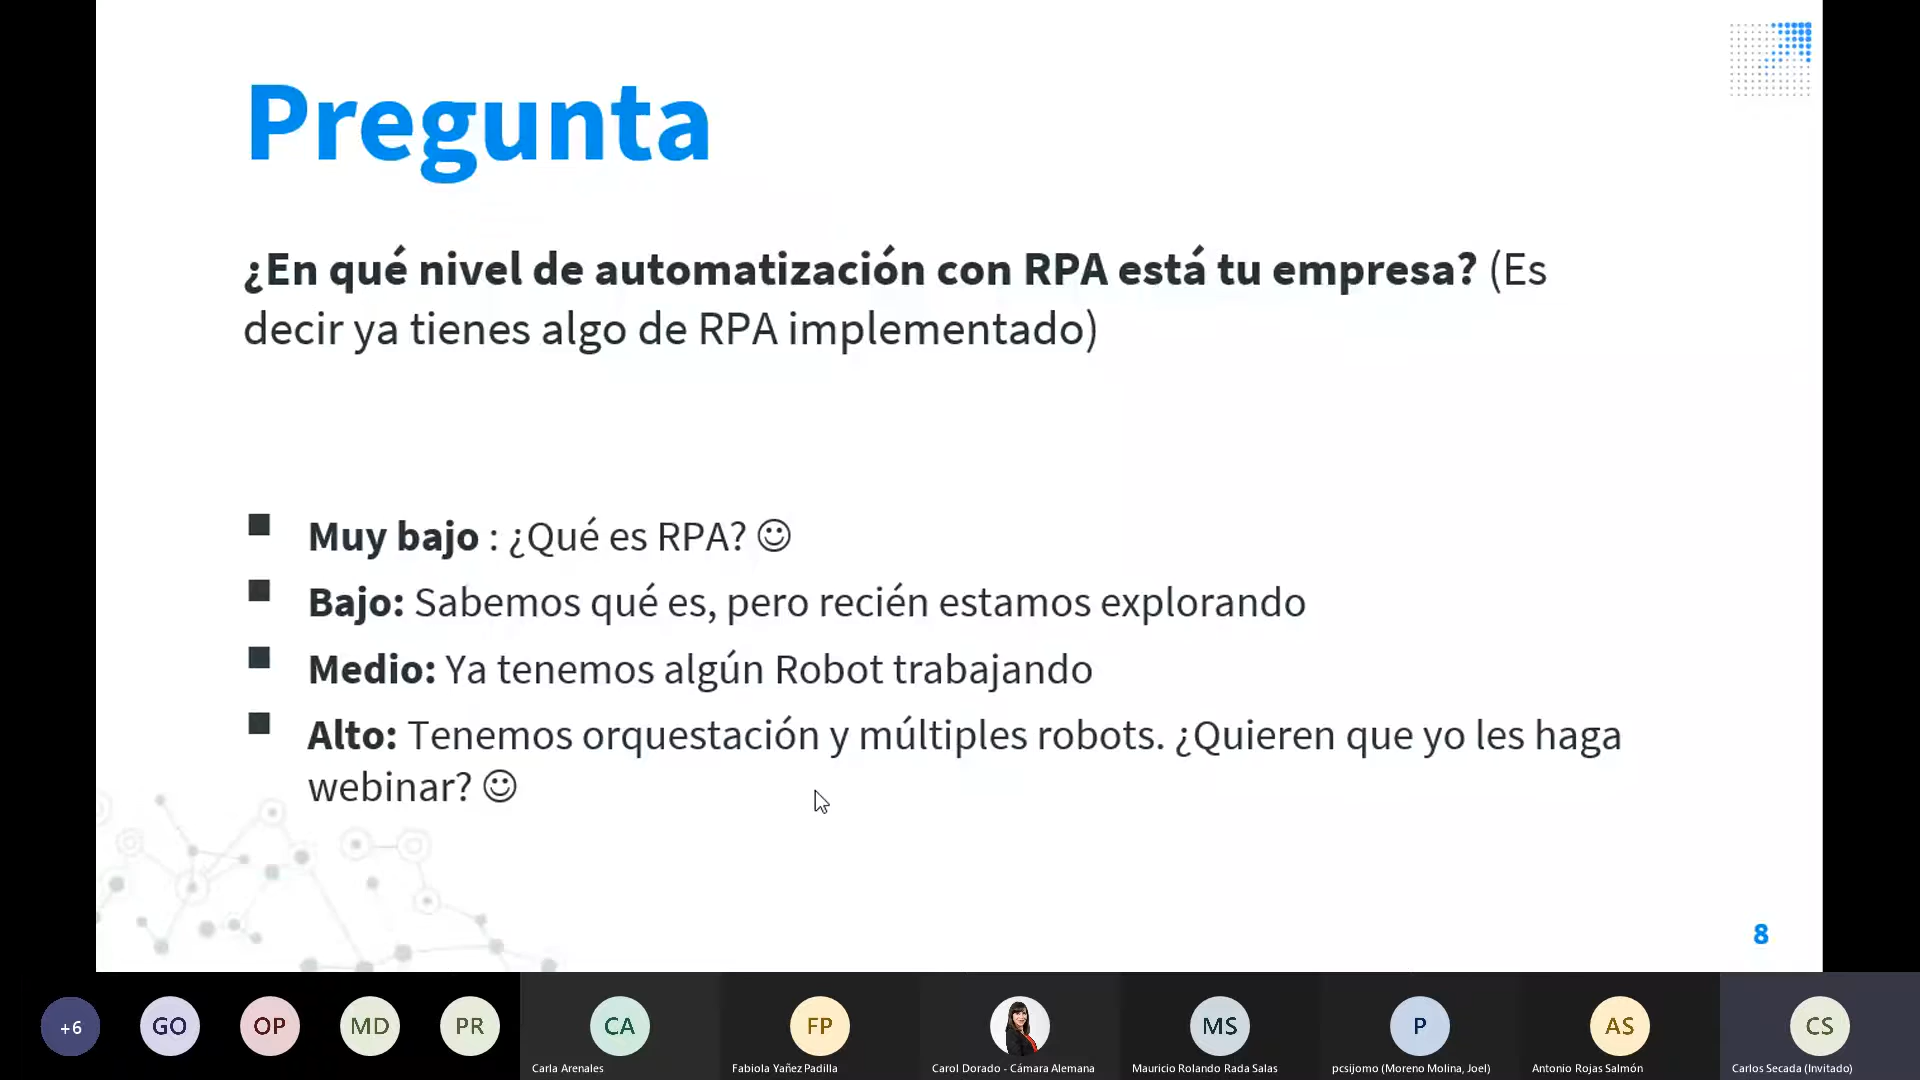 Pregunta
¿En qué nivel de automatización con RPA está tu empresa? (Es
decir ya tienes algo de RPA implementado)
Muy bajo : ¿Qué es RPA? ☺
Bajo: Sabemos qué es, pero recién estamos explorando
Medio: Ya tenemos algún Robot trabajando
Alto: Tenemos orquestación y múltiples robots. ¿Quieren que yo les haga
webinar? ☺
8
+6
GO
OP
MD
PR
CA
FP
MS
P
AS
CS
Carla Arenales
Fabiola Yañez Padilla
Carol Dorado - Cámara Alemana
Mauricio Rolando Rada Salas
pcsijomo (Moreno Molina, Joel)
Antonio Rojas Salmón
Carlos Secada (Invitado)